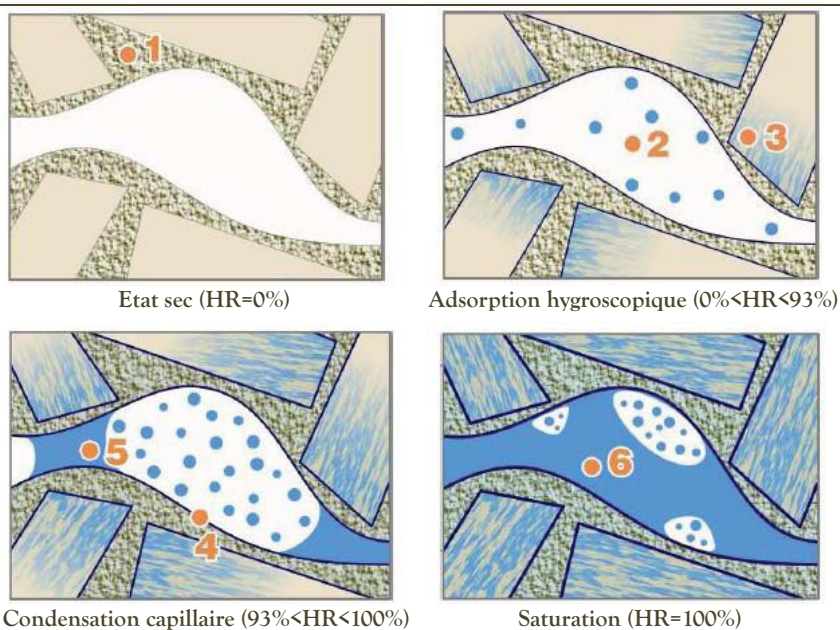 1
2
3
Etat sec (HR=0%)
Adsorption hygroscopique (0%<HR<93%)
5
4
6
Condensation capillaire (93%<HR<100%)
Saturation (HR=100%)